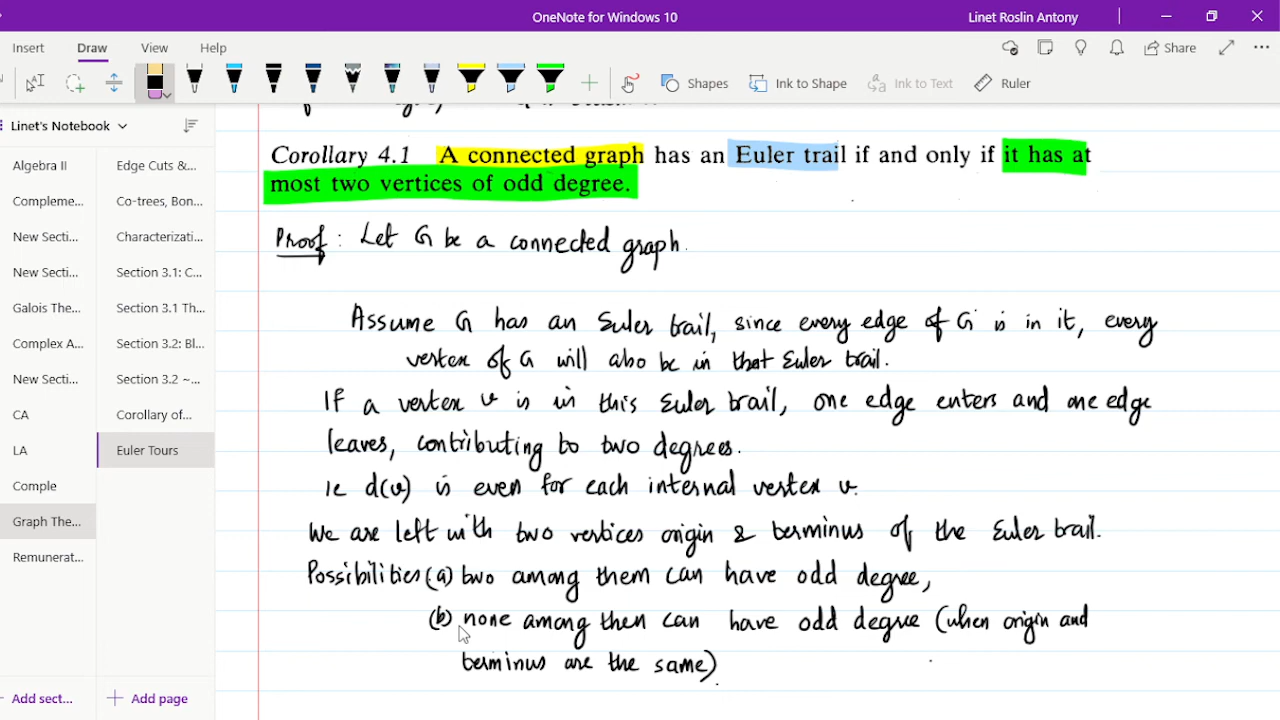 OneNote for Windows 10
Linet Roslin Antony
Insert
Draw
View
Help
Share
Shapes
Ink to Shape
Ink to Text
Ruler
Linet's Notebook
Algebra II
Compleme...
New Secti...
New Secti...
Galois The...
Complex A...
New Secti...
CA
LA
Comple
Graph The...
Remunerat...
Add sect...
Edge Cuts &...
Co-trees, Bon...
Characterizati...
Section 3.1: C...
Section 3.1 Th...
Section 3.2: Bl...
Section 3.2 ~...
Corollary of...
Euler Tours
Add page
Corollary 4.1 A connected graph has an Euler trail if and only if it has at
most two vertices of odd degree.
Proof : Let G be a connected graph.
Assume G has an Euler trail, since every edge of G is in it, every
vertex of G will also be in that Euler trail.
If a vertex v is in this Euler trail, one edge enters and one edge
leaves, contributing to two degrees.
ie d(v) is even for each internal vertex v.
We are left with two vertices origin & terminus of the Euler trail.
Possibilities (a) two among them can have odd degree,
(b) none among then can have odd degree (when origin and
terminus are the same).